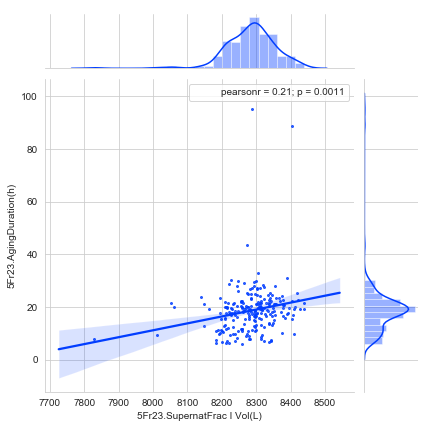 pearsonr = 0.21; p = 0.0011
100
80
60
40
20
0
5Fr23.AgingDuration(h)
7700 7800 7900 8000 8100 8200 8300 8400 8500
5Fr23.SupernatFrac I Vol(L)